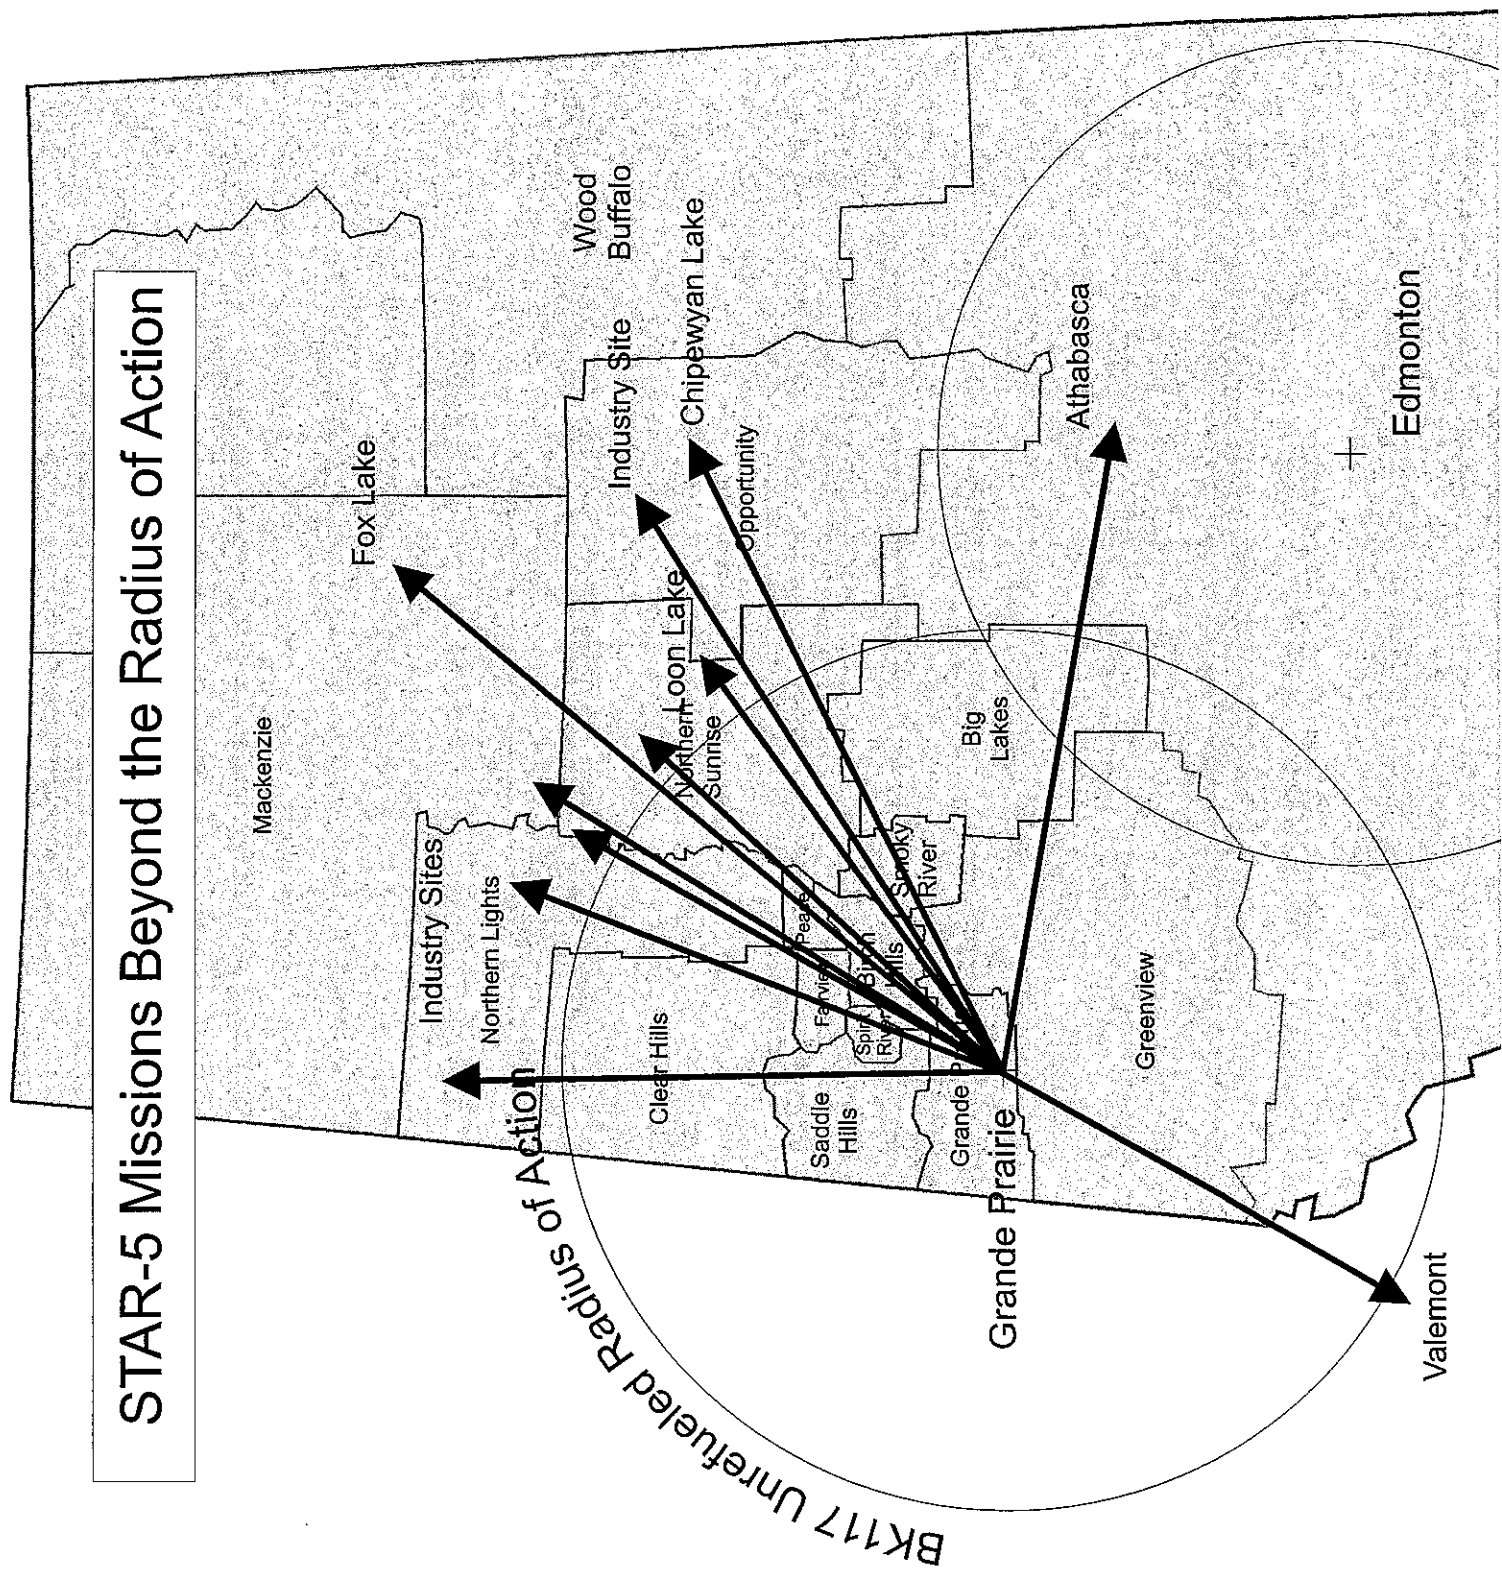 STAR-5 Missions Beyond the Radius of Action
Mackenzie
Fox Lake
Wood
Buffalo
Industry Sites
Northern Lights
Industry Site
Chipewyan Lake
Opportunity
Loon Lake
Northern
Sunrise
Clear Hills
Saddle
Hills
Fairview
Peace
Spirit
River
Birch
Hills
Smoky
River
Big
Lakes
Grande Prairie
Grande Prairie
Greenview
Athabasca
Edmonton
Valemont
BK117 Unrefueled Radius of Action